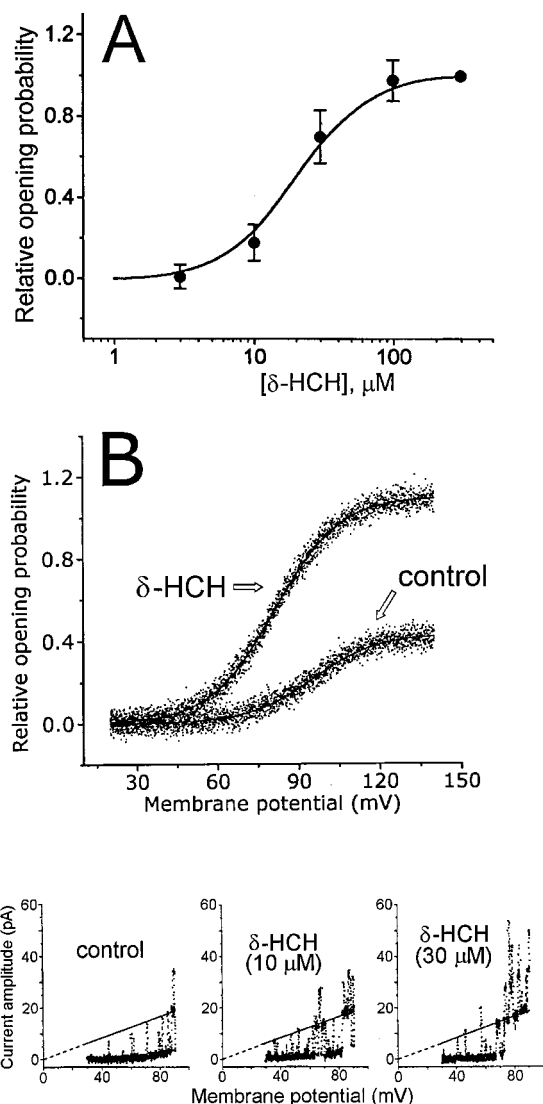 A
Relative opening probability
1.2
0.8
0.4
0.0
1
10
100
[δ-HCH], μM
B
Relative opening probability
1.2
0.8
0.4
0.0
δ-HCH
control
30
60
90
120
150
Membrane potential (mV)
Current amplitude (pA)
60
40
20
0
control
40
80
60
40
20
0
δ-HCH
(10 μM)
40
80
60
40
20
0
δ-HCH
(30 μM)
40
80
Membrane potential (mV)